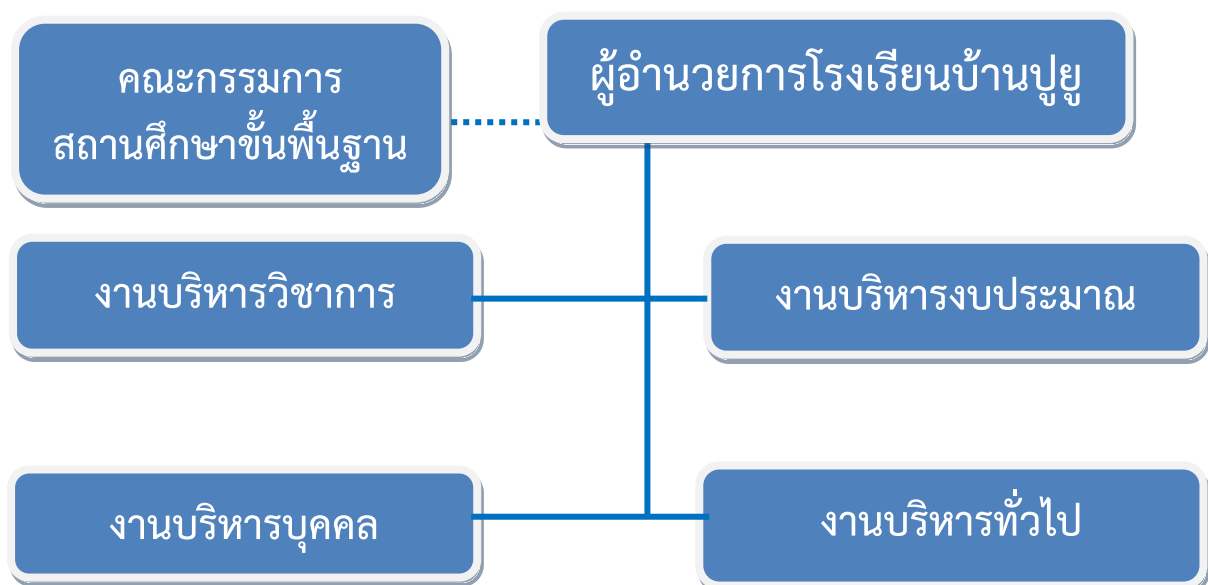 คณะกรรมการ
สถานศึกษาขั้นพื้นฐาน
ผู้อำนวยการโรงเรียนบ้านปูยู
งานบริหารวิชาการ
งานบริหารงบประมาณ
งานบริหารบุคคล
งานบริหารทั่วไป